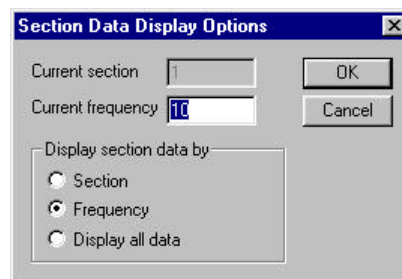 Section Data Display Options
Current section 1 OK
Current frequency 10 Cancel
Display section data by
Section
Frequency
Display all data